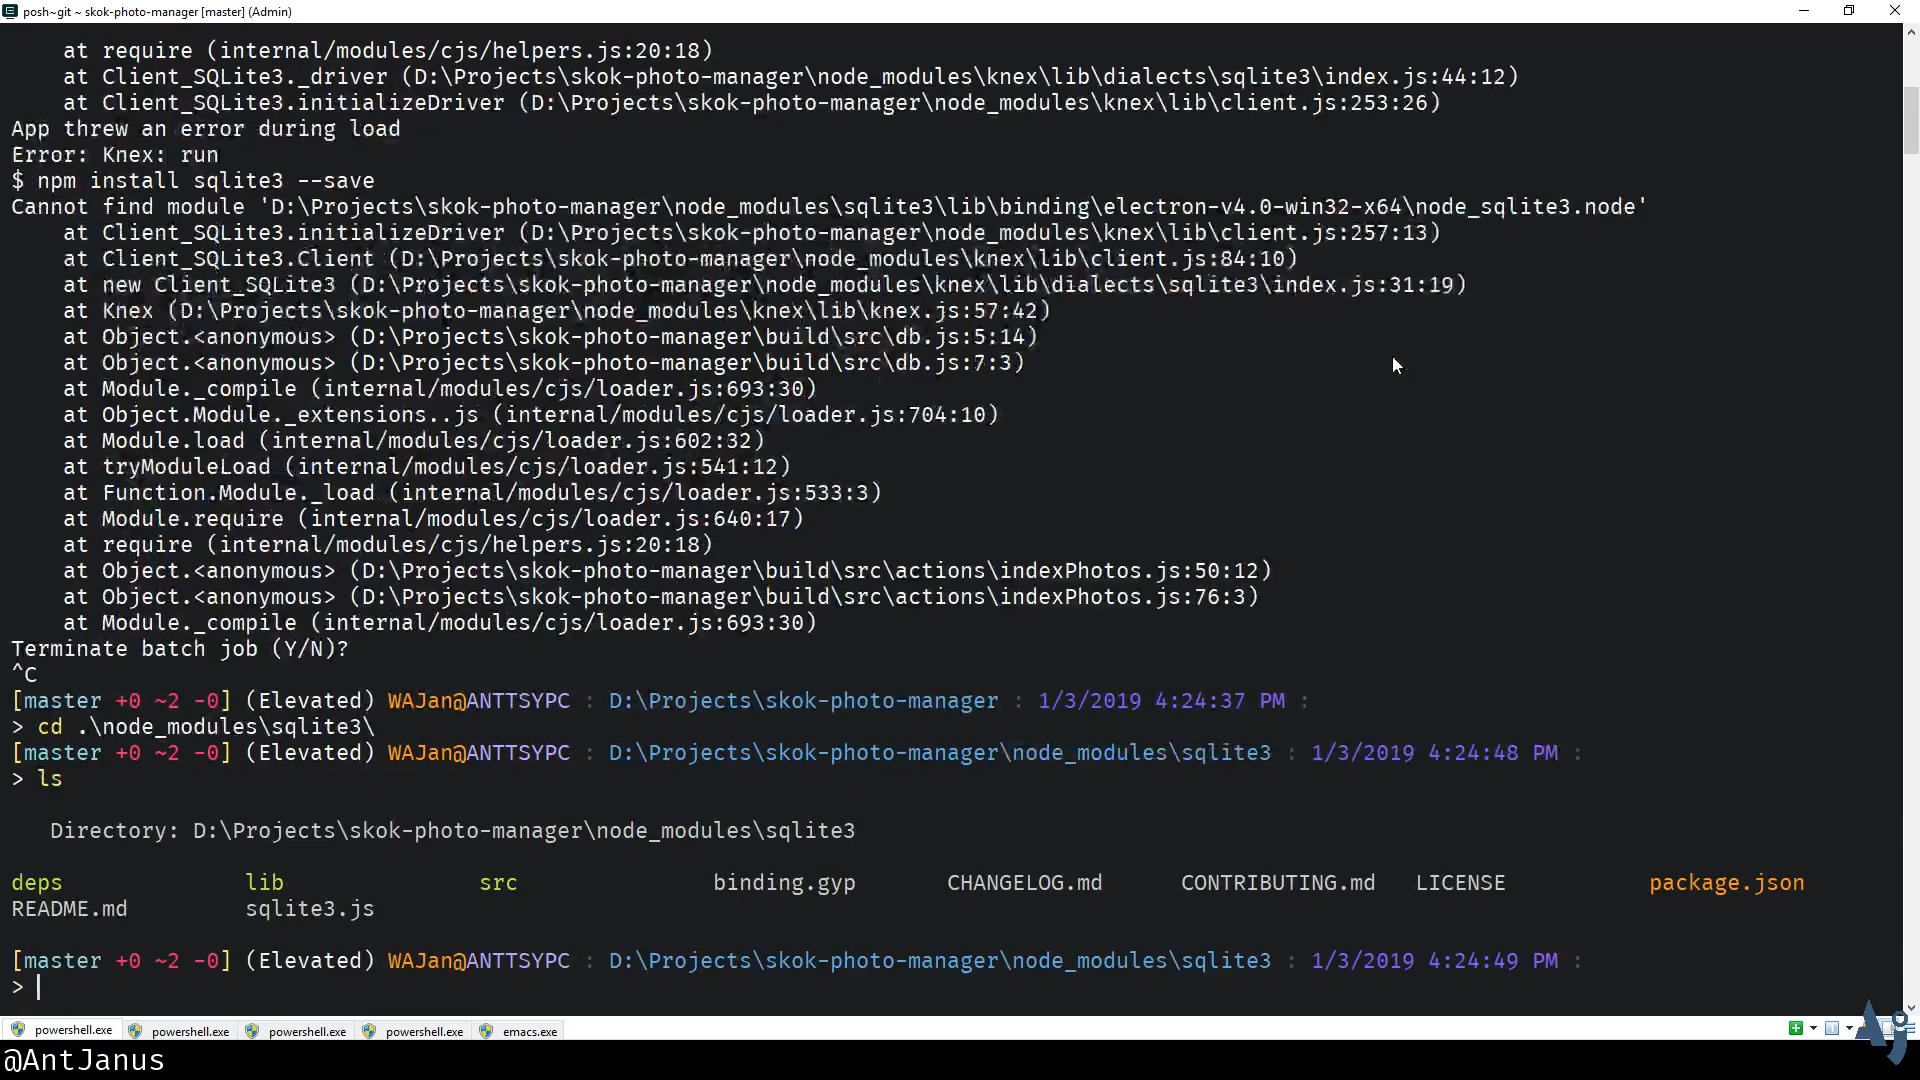 posh~git ~ skok-photo-manager [master] (Admin)
at require (internal/modules/cjs/helpers.js:20:18)
at Client_SQLite3._driver (D:\Projects\skok-photo-manager\node_modules\knex\lib\dialects\sqlite3\index.js:44:12)
at Client_SQLite3.initializeDriver (D:\Projects\skok-photo-manager\node_modules\knex\lib\client.js:253:26)
App threw an error during load
Error: Knex: run
$ npm install sqlite3 --save
Cannot find module 'D:\Projects\skok-photo-manager\node_modules\sqlite3\lib\binding\electron-v4.0-win32-x64\node_sqlite3.node'
at Client_SQLite3.initializeDriver (D:\Projects\skok-photo-manager\node_modules\knex\lib\client.js:257:13)
at Client_SQLite3.Client (D:\Projects\skok-photo-manager\node_modules\knex\lib\client.js:84:10)
at new Client_SQLite3 (D:\Projects\skok-photo-manager\node_modules\knex\lib\dialects\sqlite3\index.js:31:19)
at Knex (D:\Projects\skok-photo-manager\node_modules\knex\lib\knex.js:57:42)
at Object.<anonymous> (D:\Projects\skok-photo-manager\build\src\db.js:5:14)
at Object.<anonymous> (D:\Projects\skok-photo-manager\build\src\db.js:7:3)
at Module._compile (internal/modules/cjs/loader.js:693:30)
at Object.Module._extensions..js (internal/modules/cjs/loader.js:704:10)
at Module.load (internal/modules/cjs/loader.js:602:32)
at tryModuleLoad (internal/modules/cjs/loader.js:541:12)
at Function.Module._load (internal/modules/cjs/loader.js:533:3)
at Module.require (internal/modules/cjs/loader.js:640:17)
at require (internal/modules/cjs/helpers.js:20:18)
at Object.<anonymous> (D:\Projects\skok-photo-manager\build\src\actions\indexPhotos.js:50:12)
at Object.<anonymous> (D:\Projects\skok-photo-manager\build\src\actions\indexPhotos.js:76:3)
at Module._compile (internal/modules/cjs/loader.js:693:30)
Terminate batch job (Y/N)?
^C
[master +0 ~2 -0] (Elevated) WAJan@ANTTSYPC : D:\Projects\skok-photo-manager : 1/3/2019 4:24:37 PM :
> cd .\node_modules\sqlite3\
[master +0 ~2 -0] (Elevated) WAJan@ANTTSYPC : D:\Projects\skok-photo-manager\node_modules\sqlite3 : 1/3/2019 4:24:48 PM :
> ls
Directory: D:\Projects\skok-photo-manager\node_modules\sqlite3
deps lib src binding.gyp CHANGELOG.md CONTRIBUTING.md LICENSE package.json
README.md sqlite3.js
[master +0 ~2 -0] (Elevated) WAJan@ANTTSYPC : D:\Projects\skok-photo-manager\node_modules\sqlite3 : 1/3/2019 4:24:49 PM :
>
powershell.exe powershell.exe powershell.exe powershell.exe emacs.exe
@AntJanus